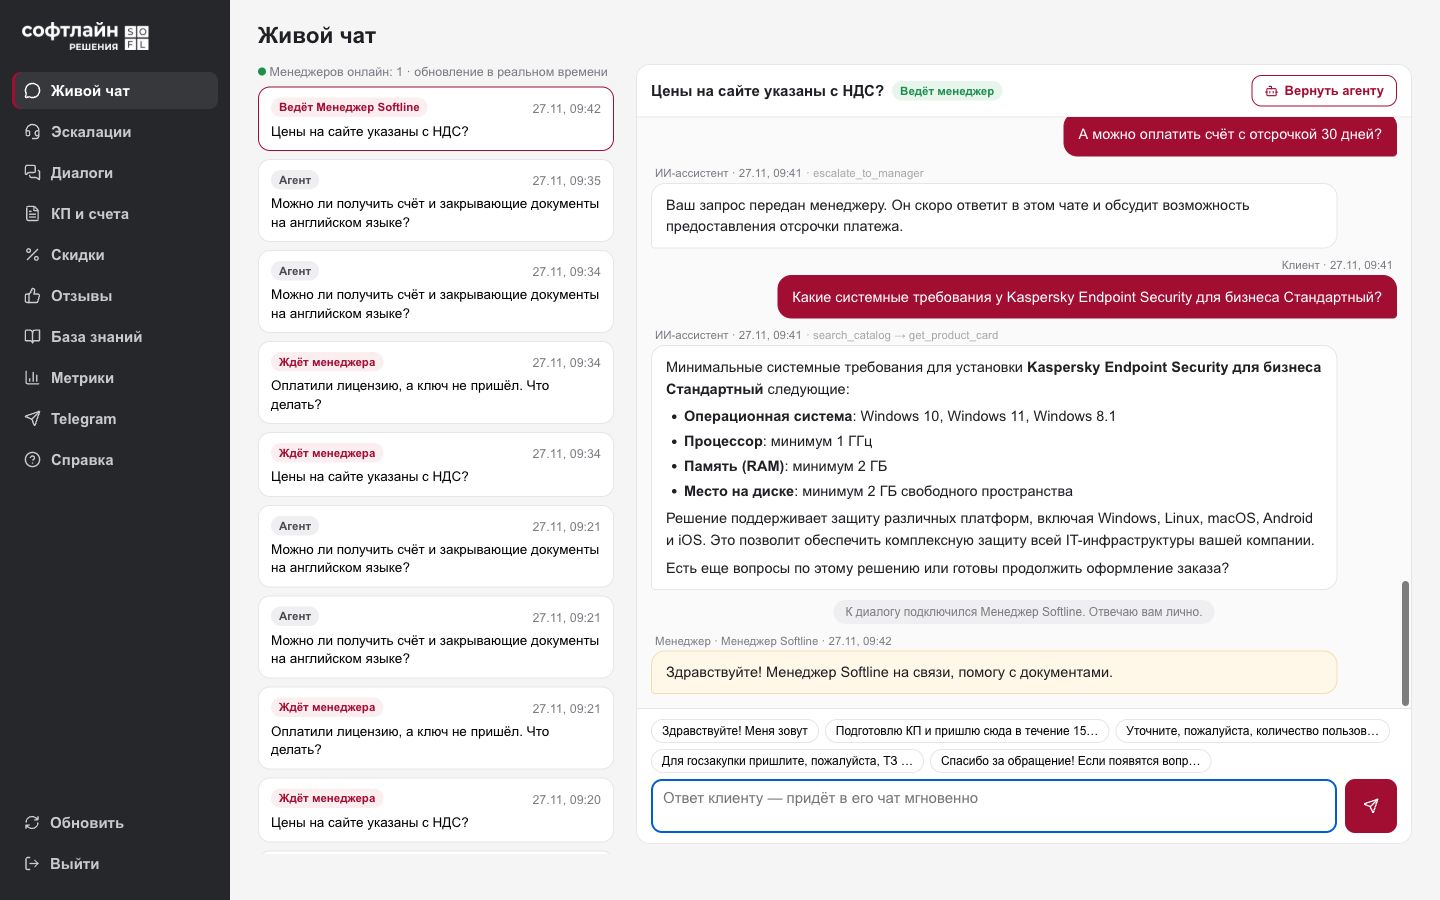 софтлайн SO
FL
РЕШЕНИЯ
Живой чат
Эскалации
Диалоги
КП и счета
Скидки
Отзывы
База знаний
Метрики
Telegram
Справка
Обновить
Выйти
Живой чат
Менеджеров онлайн: 1 · обновление в реальном времени
Ведёт Менеджер Softline 27.11, 09:42
Цены на сайте указаны с НДС?
Агент 27.11, 09:35
Можно ли получить счёт и закрывающие документы
на английском языке?
Агент 27.11, 09:34
Можно ли получить счёт и закрывающие документы
на английском языке?
Ждёт менеджера 27.11, 09:34
Оплатили лицензию, а ключ не пришёл. Что
делать?
Ждёт менеджера 27.11, 09:34
Цены на сайте указаны с НДС?
Агент 27.11, 09:21
Можно ли получить счёт и закрывающие документы
на английском языке?
Агент 27.11, 09:21
Можно ли получить счёт и закрывающие документы
на английском языке?
Ждёт менеджера 27.11, 09:21
Оплатили лицензию, а ключ не пришёл. Что
делать?
Ждёт менеджера 27.11, 09:20
Цены на сайте указаны с НДС?
Цены на сайте указаны с НДС? Ведёт менеджер Вернуть агенту
А можно оплатить счёт с отсрочкой 30 дней?
ИИ-ассистент · 27.11, 09:41 · escalate_to_manager
Ваш запрос передан менеджеру. Он скоро ответит в этом чате и обсудит возможность
предоставления отсрочки платежа.
Клиент · 27.11, 09:41
Какие системные требования у Kaspersky Endpoint Security для бизнеса Стандартный?
ИИ-ассистент · 27.11, 09:41 · search_catalog → get_product_card
Минимальные системные требования для установки Kaspersky Endpoint Security для бизнеса
Стандартный следующие:
• Операционная система: Windows 10, Windows 11, Windows 8.1
• Процессор: минимум 1 ГГц
• Память (RAM): минимум 2 ГБ
• Место на диске: минимум 2 ГБ свободного пространства
Решение поддерживает защиту различных платформ, включая Windows, Linux, macOS, Android
и iOS. Это позволит обеспечить комплексную защиту всей IT-инфраструктуры вашей компании.
Есть еще вопросы по этому решению или готовы продолжить оформление заказа?
К диалогу подключился Менеджер Softline. Отвечаю вам лично.
Менеджер · Менеджер Softline · 27.11, 09:42
Здравствуйте! Менеджер Softline на связи, помогу с документами.
Здравствуйте! Меня зовут Подготовлю КП и пришлю сюда в течение 15… Уточните, пожалуйста, количество пользов…
Для госзакупки пришлите, пожалуйста, ТЗ … Спасибо за обращение! Если появятся вопр…
Ответ клиенту — придёт в его чат мгновенно